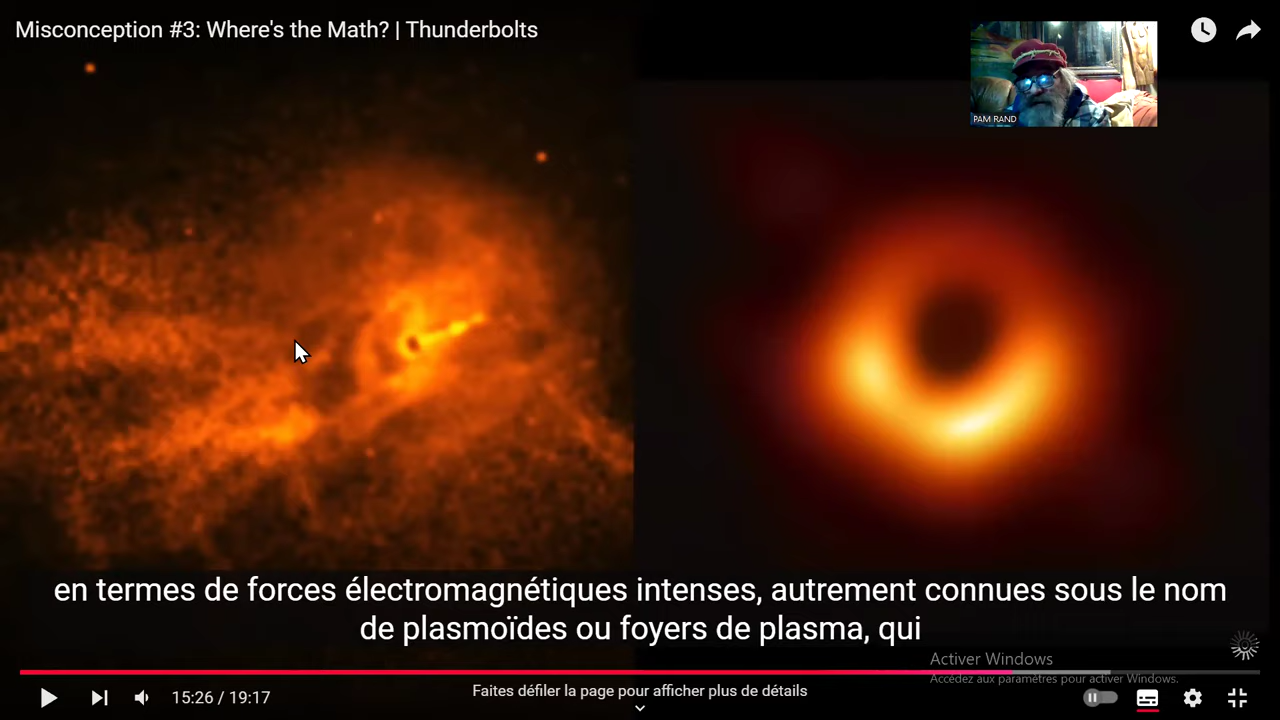 Misconception #3: Where's the Math? | Thunderbolts
PAM RAND
en termes de forces électromagnétiques intenses, autrement connues sous le nom
de plasmoïdes ou foyers de plasma, qui
Activer Windows
Accédez aux paramètres pour activer Windows.
15:26 / 19:17
Faites défiler la page pour afficher plus de détails